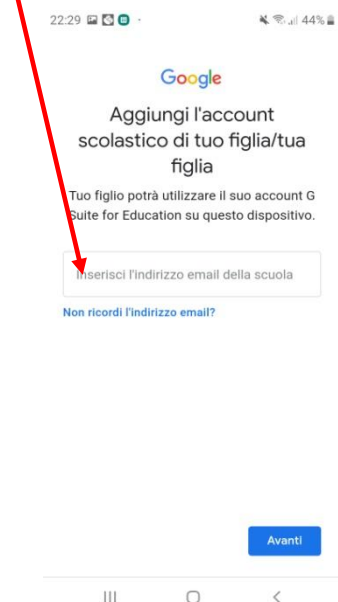 22:29 44%
Google
Aggiungi l'account
scolastico di tuo figlia/tua
figlia
Tuo figlio potrà utilizzare il suo account G
Suite for Education su questo dispositivo.
Inserisci l'indirizzo email della scuola
Non ricordi l'indirizzo email?
Avanti